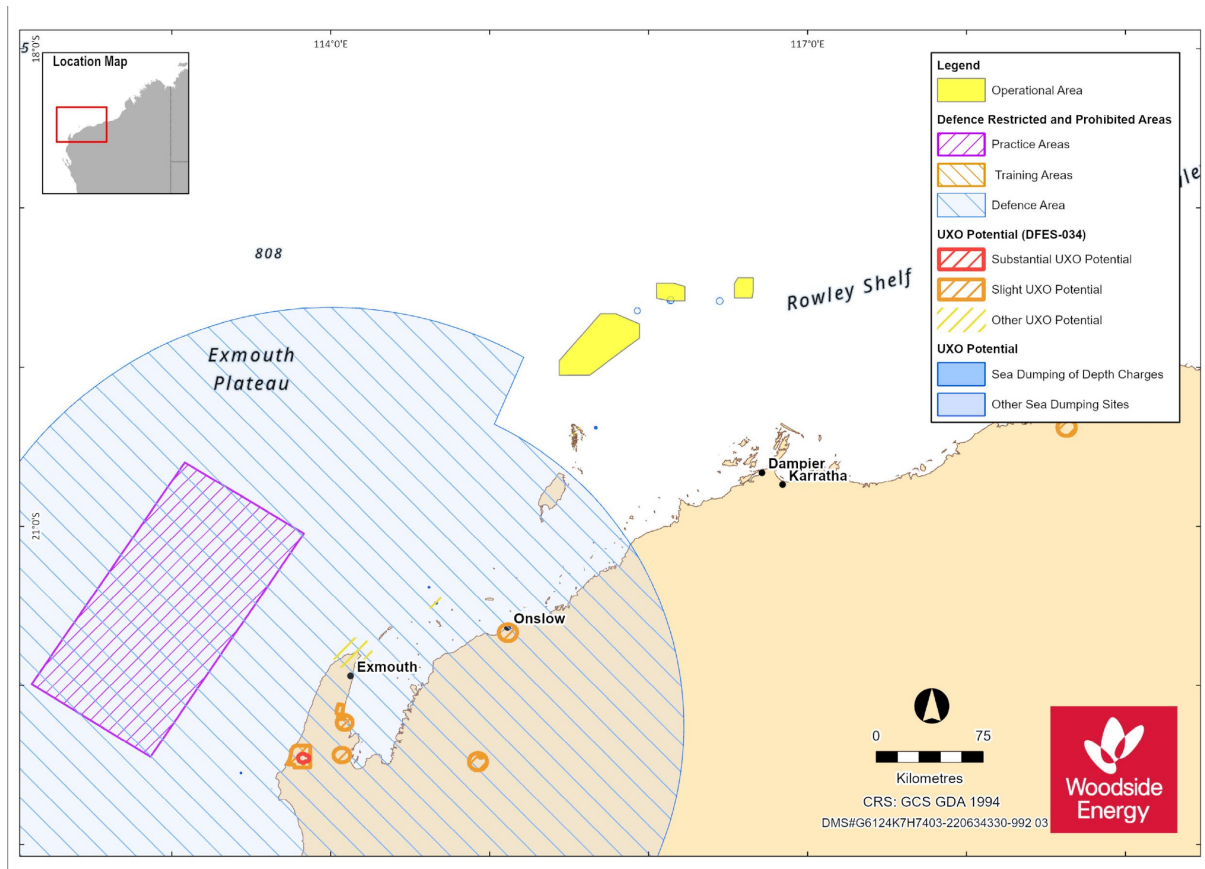 114°0'E
117°0'E
18°0'S
21°0'S
5
Location Map
808
Exmouth
Plateau
Rowley Shelf
Dampier
Karratha
Onslow
Exmouth
Legend
Operational Area
Defence Restricted and Prohibited Areas
Practice Areas
Training Areas
Defence Area
UXO Potential (DFES-034)
Substantial UXO Potential
Slight UXO Potential
Other UXO Potential
UXO Potential
Sea Dumping of Depth Charges
Other Sea Dumping Sites
0 75
Kilometres
CRS: GCS GDA 1994
DMS#G6124K7H7403-220634330-992 03
Woodside
Energy